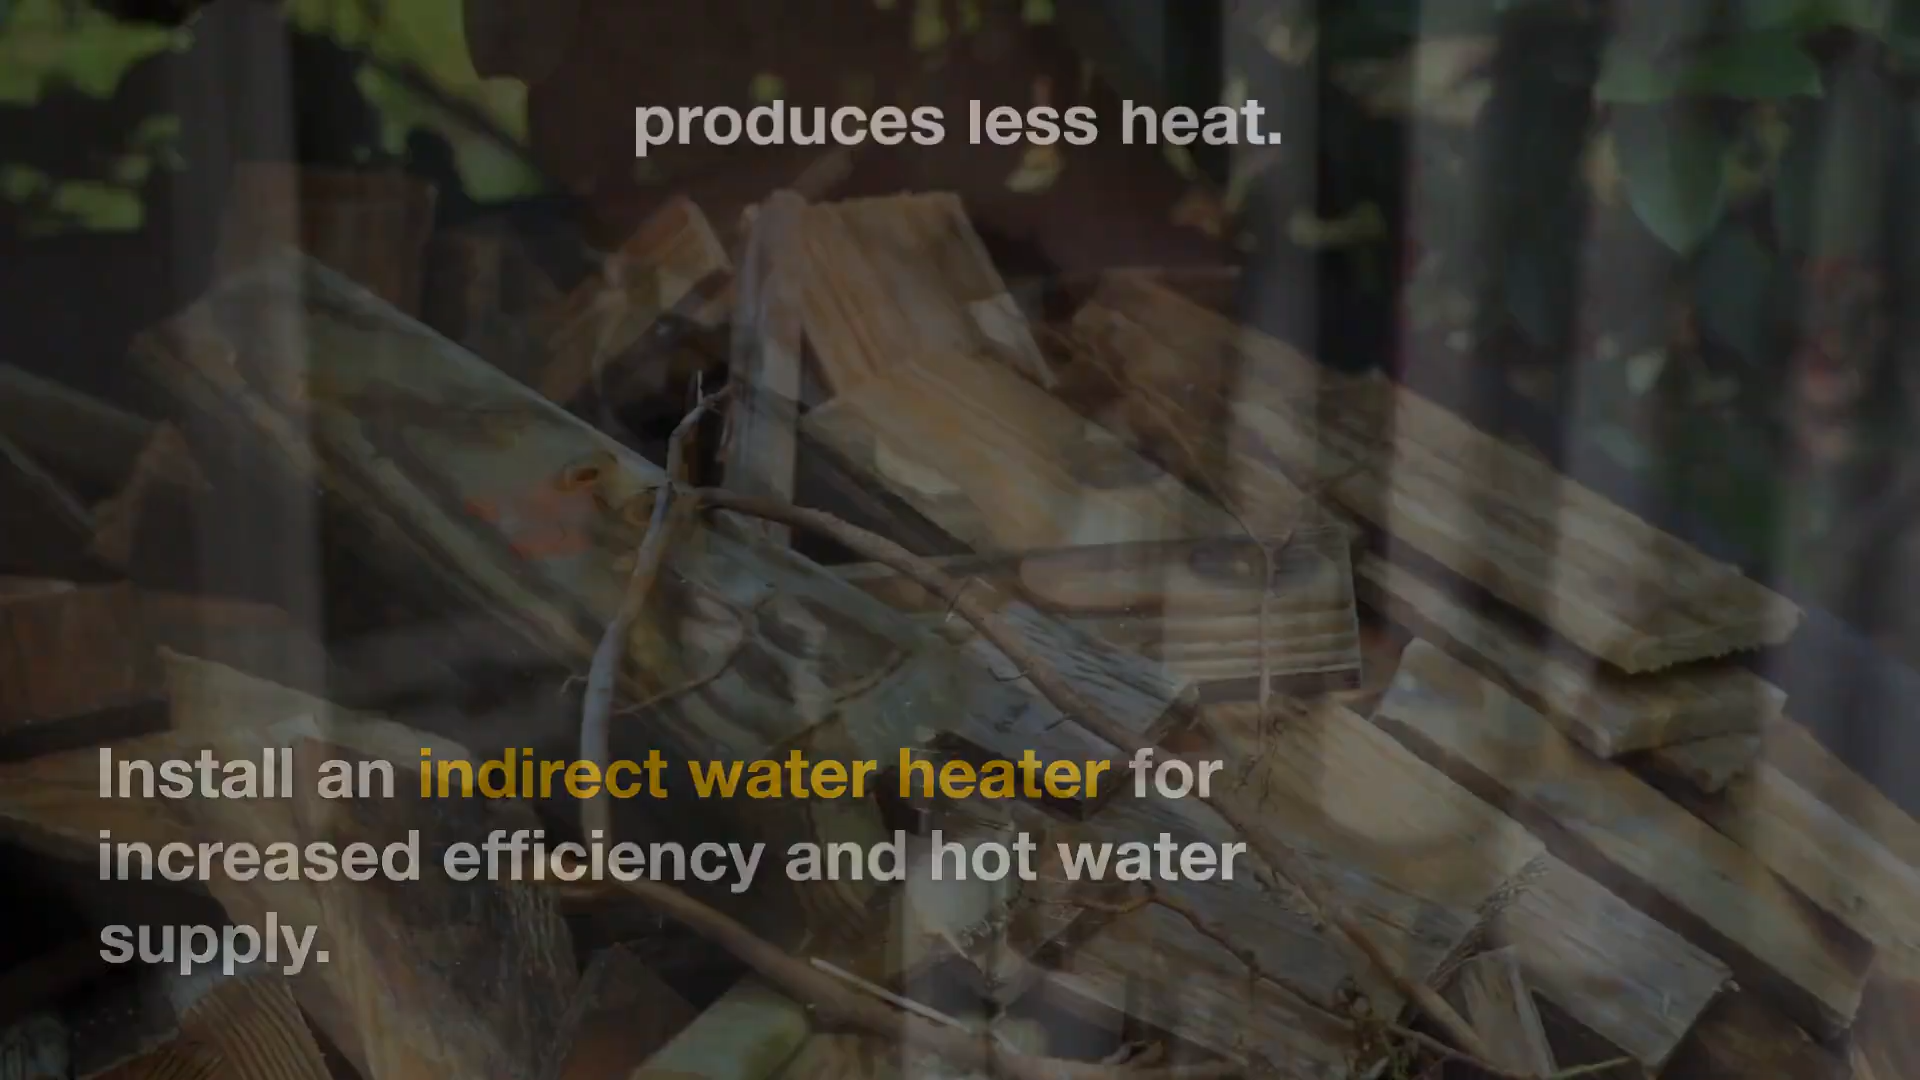 produces less heat.
Install an indirect water heater for
increased efficiency and hot water
supply.